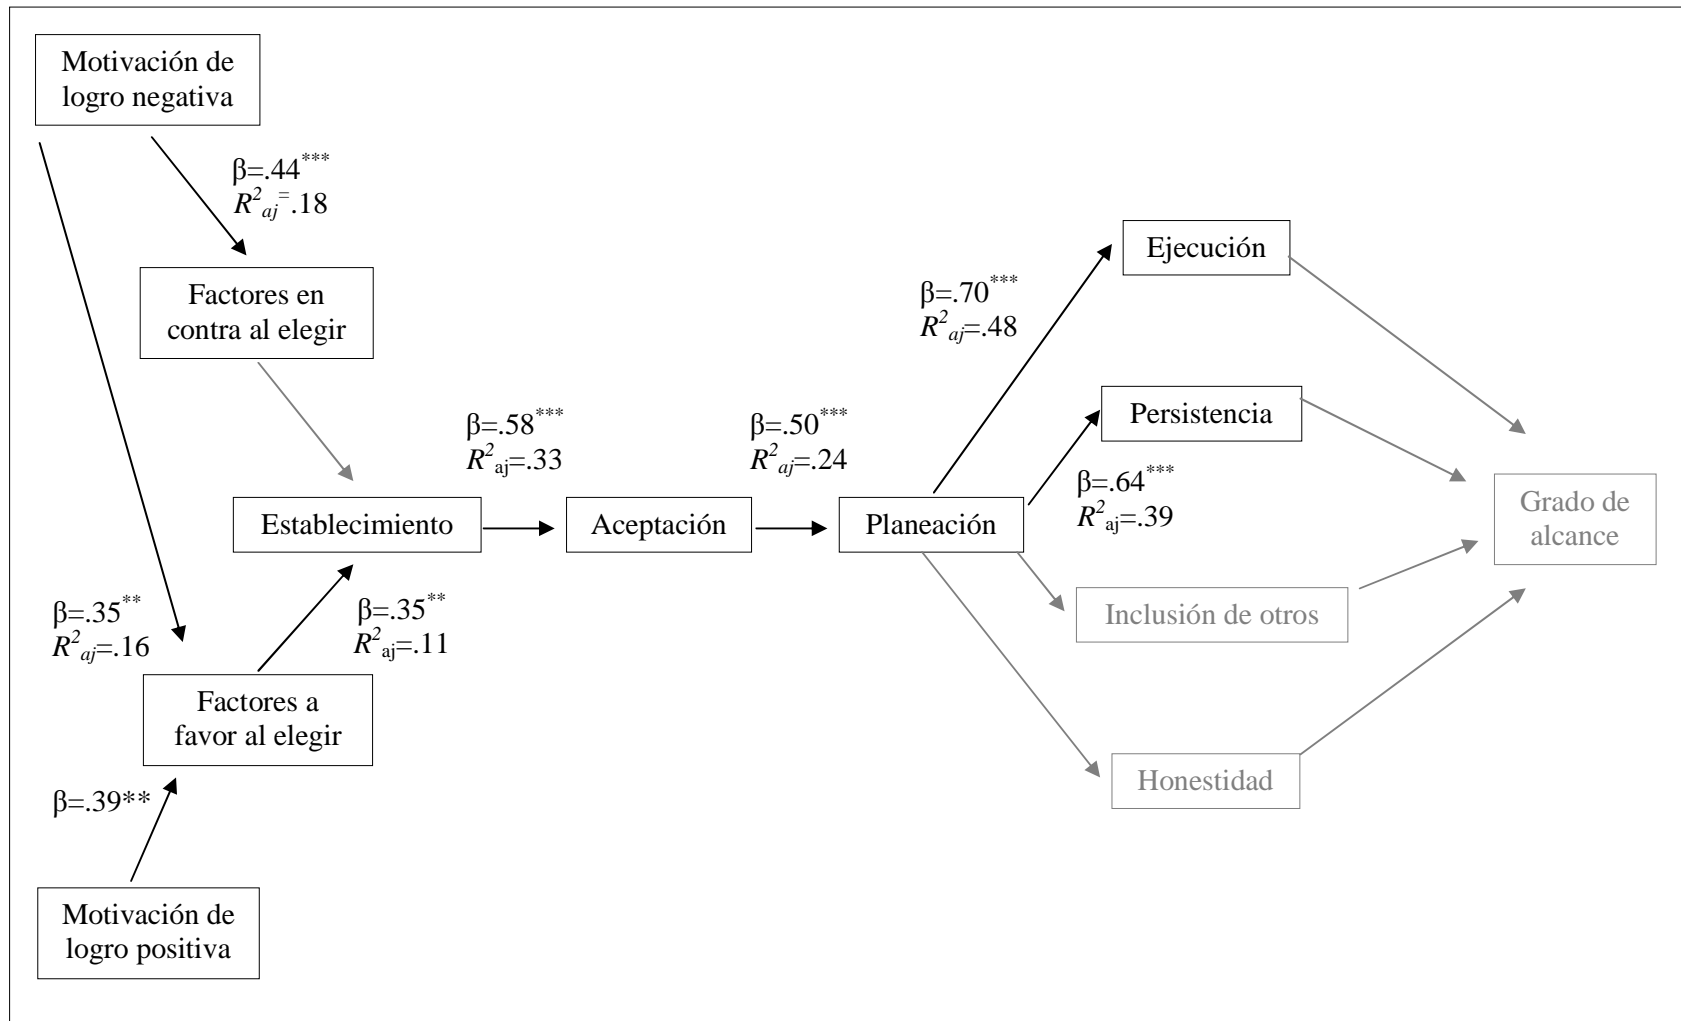 Motivación de
logro negativa
β=.44***
R²aj=.18
Factores en
contra al elegir
Ejecución
β=.70***
R²aj=.48
β=.58***
R²aj=.33
β=.50***
R²aj=.24
Persistencia
β=.64***
R²aj=.39
Establecimiento
Aceptación
Planeación
Grado de
alcance
β=.35**
R²aj=.16
β=.35**
R²aj=.11
Inclusión de otros
Factores a
favor al elegir
Honestidad
β=.39**
Motivación de
logro positiva